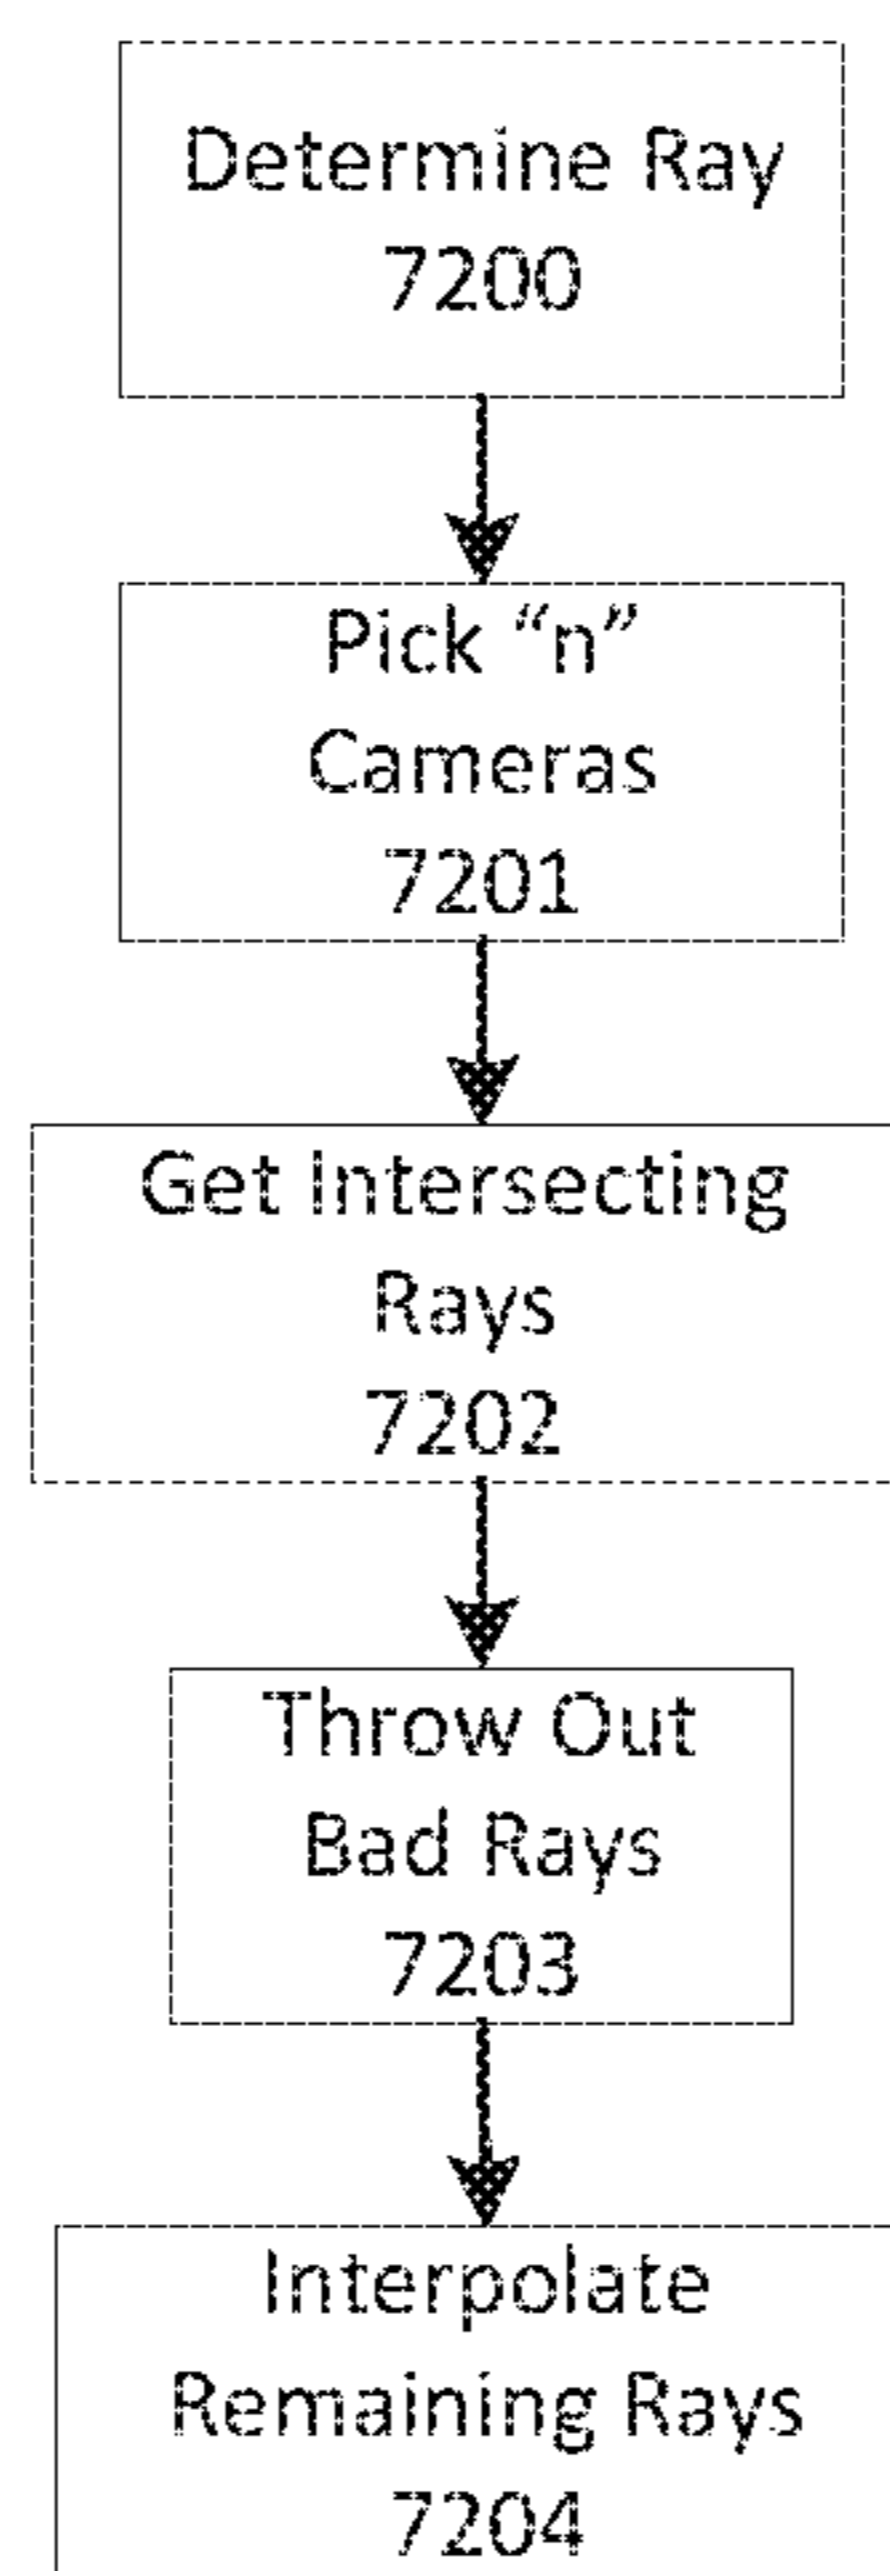 Determine Ray
7200
Pick “n”
Cameras
7201
Get Intersecting
Rays
7202
Throw Out
Bad Rays
7203
Interpolate
Remaining Rays
7204